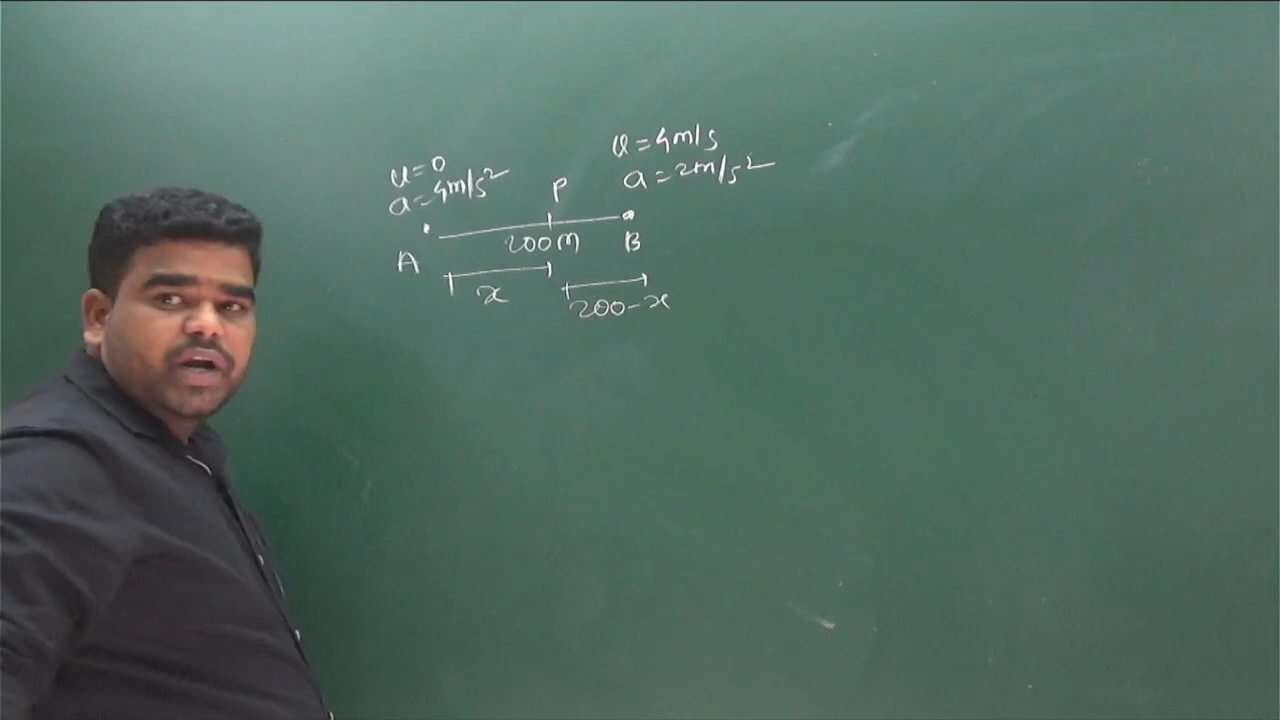 u=0
a=4m/s²
u=4m/s
a=2m/s²
P
200m
A
B
x
200-x